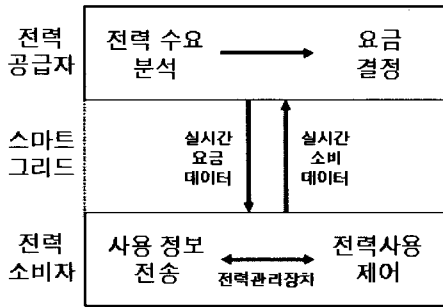 전력
공급자
전력 수요
분석
요금
결정
스마트
그리드
실시간
요금
데이터
실시간
소비
데이터
전력
소비자
사용 정보
전송
전력관리장치
전력사용
제어